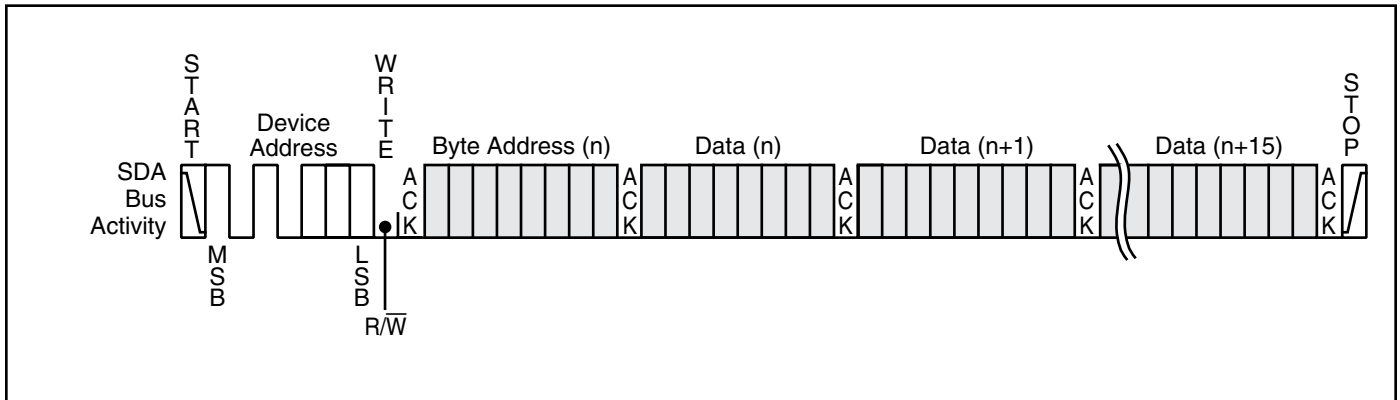 START
WRITE
STOP
Device
Address
Byte Address (n)
Data (n)
Data (n+1)
Data (n+15)
SDA
Bus
Activity
ACK
ACK
ACK
ACK
ACK
MSB
LSB
R/W̅